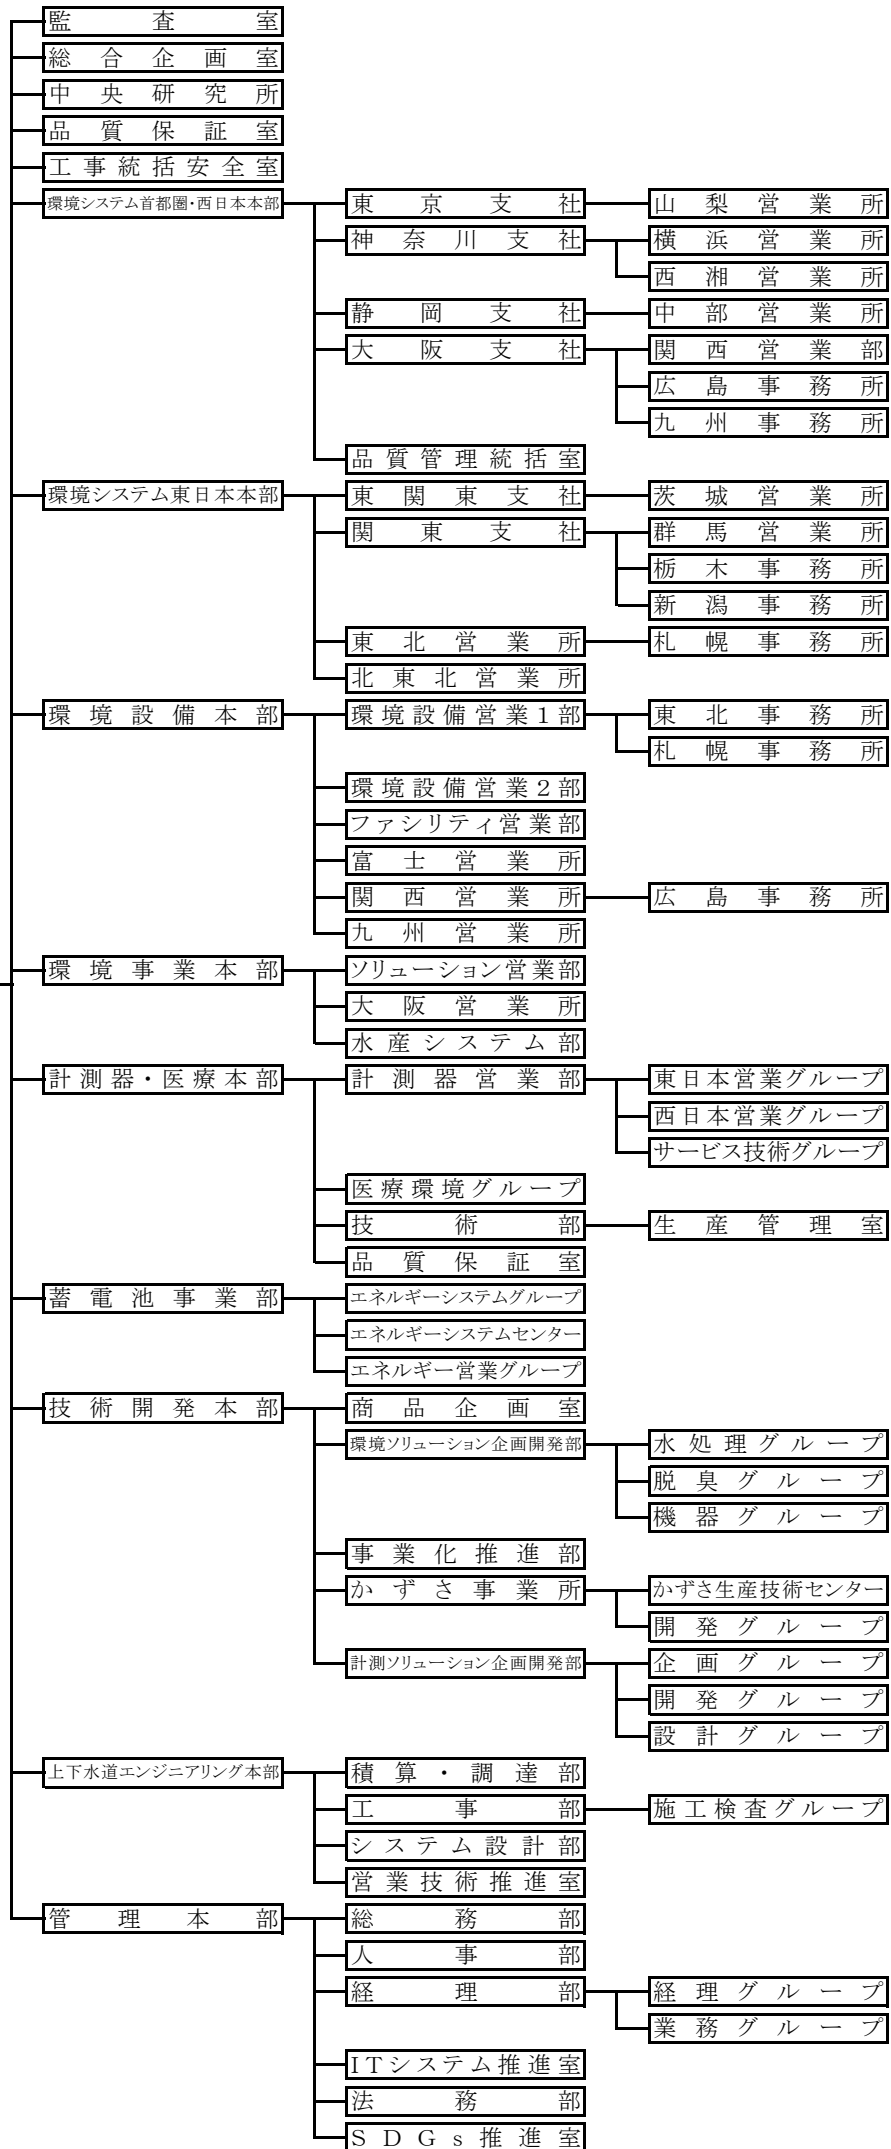 監査室
総合企画室
中央研究所
品質保証室
工事統括安全室
環境システム首都圏・西日本本部 東京支社 山梨営業所
神奈川支社 横浜営業所
西湘営業所
静岡支社 中部営業所
大阪支社 関西営業部
広島事務所
九州事務所
品質管理統括室
環境システム東日本本部 東関東支社 茨城営業所
関東支社 群馬営業所
栃木事務所
新潟事務所
東北営業所 札幌事務所
北東北営業所
環境設備本部 環境設備営業1部 東北事務所
札幌事務所
環境設備営業2部
ファシリティ営業部
富士営業所
関西営業所 広島事務所
九州営業所
環境事業本部 ソリューション営業部
大阪営業所
水産システム部
計測器・医療本部 計測器営業部 東日本営業グループ
西日本営業グループ
サービス技術グループ
医療環境グループ
技術部 生産管理室
品質保証室
蓄電池事業部 エネルギーシステムグループ
エネルギーシステムセンター
エネルギー営業グループ
技術開発本部 商品企画室
環境ソリューション企画開発部 水処理グループ
脱臭グループ
機器グループ
事業化推進部
かずさ事業所 かずさ生産技術センター
開発グループ
計測ソリューション企画開発部 企画グループ
開発グループ
設計グループ
上下水道エンジニアリング本部 積算・調達部
工事部 施工検査グループ
システム設計部
営業技術推進室
管理本部 総務部
人事部
経理部 経理グループ
業務グループ
ITシステム推進室
法務部
SDGs推進室